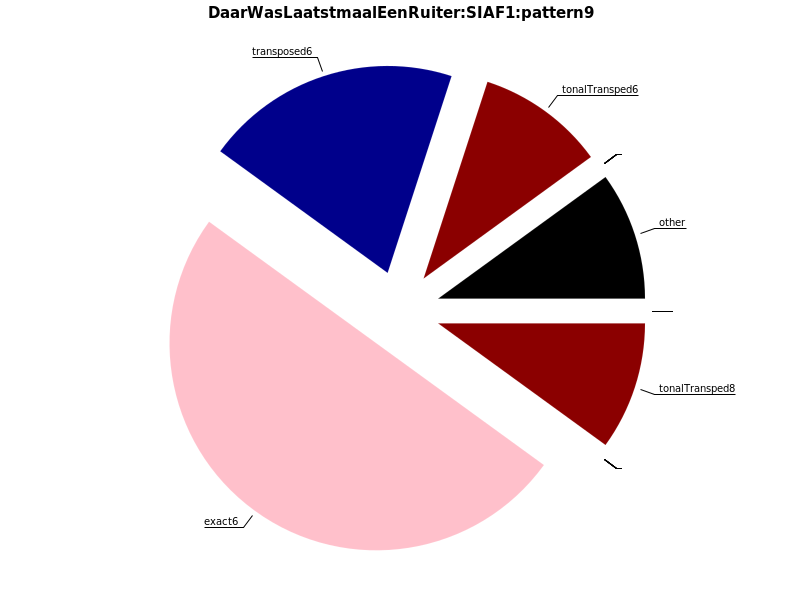 DaarWasLaatstmaalEenRuiter:SIAF1:pattern9
transposed6
tonalTransped6
other
tonalTransped8
exact6